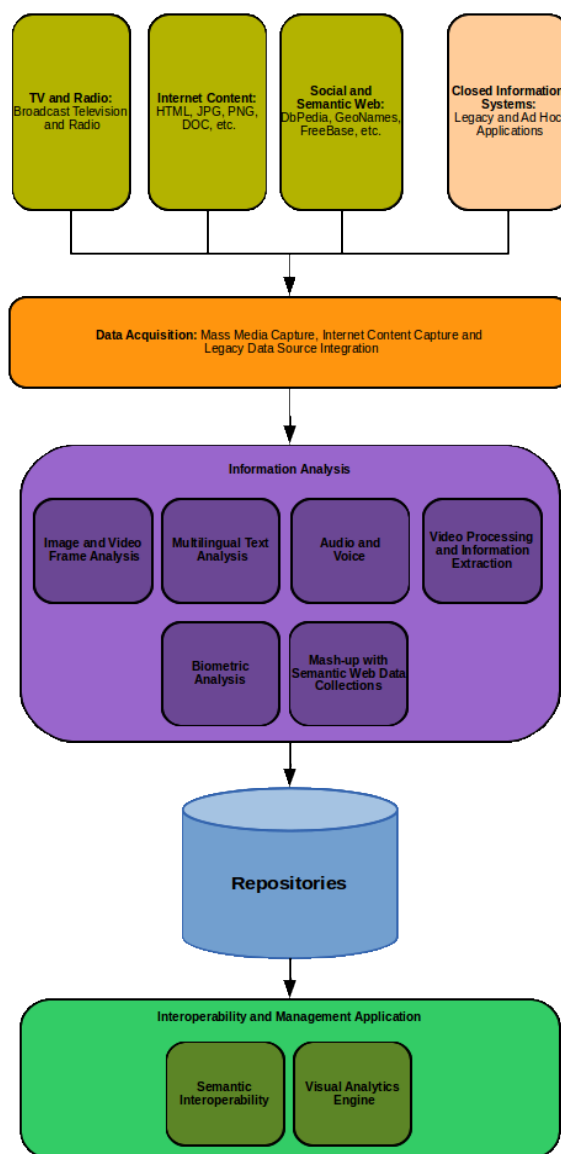 TV and Radio:
Broadcast Television
and Radio
Internet Content:
HTML, JPG, PNG,
DOC, etc.
Social and
Semantic Web:
DbPedia, GeoNames,
FreeBase, etc.
Closed Information
Systems:
Legacy and Ad Hoc
Applications
Data Acquisition: Mass Media Capture, Internet Content Capture and
Legacy Data Source Integration
Information Analysis
Image and Video
Frame Analysis
Multilingual Text
Analysis
Audio and
Voice
Video Processing
and Information
Extraction
Biometric
Analysis
Mash-up with
Semantic Web Data
Collections
Repositories
Interoperability and Management Application
Semantic
Interoperability
Visual Analytics
Engine